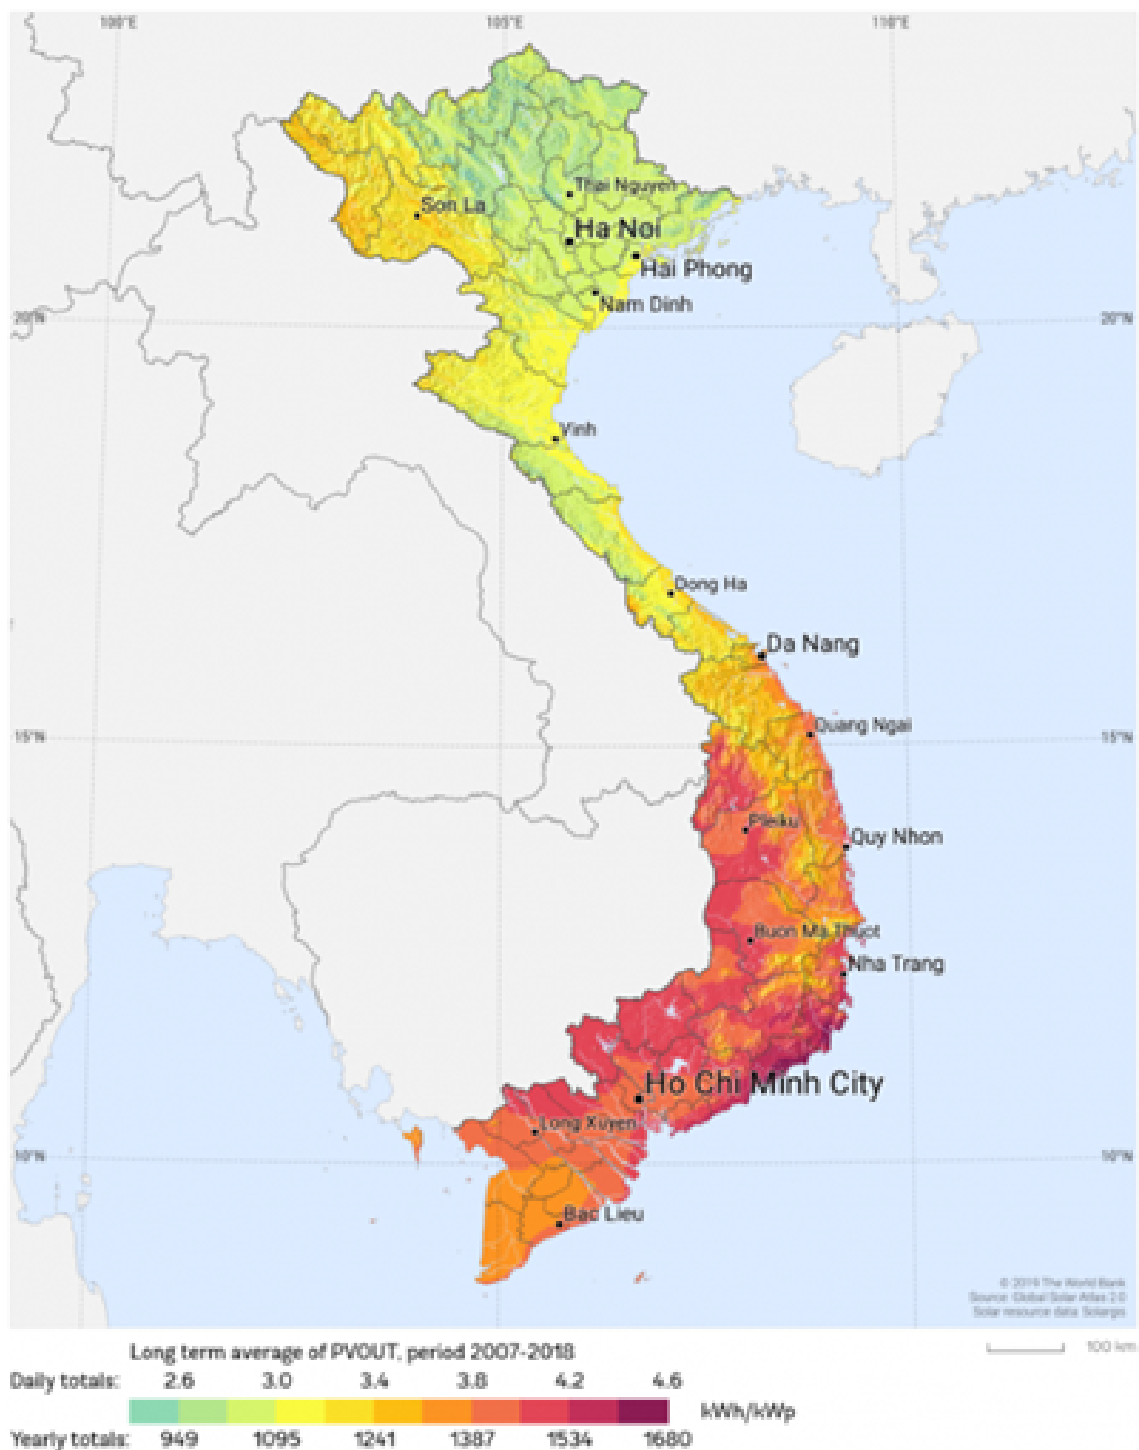 100°E 105°E 110°E
Thai Nguyen
Son La
Ha Noi
Hai Phong
Nam Dinh
20°N 20°N
Vinh
Dong Ha
Da Nang
Quang Ngai
15°N 15°N
Pleiku
Quy Nhon
Buon Ma Thuot
Nha Trang
Ho Chi Minh City
Long Xuyen
10°N 10°N
Bac Lieu
© 2019 The World Bank
Source: Global Solar Atlas 2.0
Solar resource data: Solargis
Long term average of PVOUT, period 2007-2018
100 km
Daily totals: 2.6 3.0 3.4 3.8 4.2 4.6
kWh/kWp
Yearly totals: 949 1095 1241 1387 1534 1680